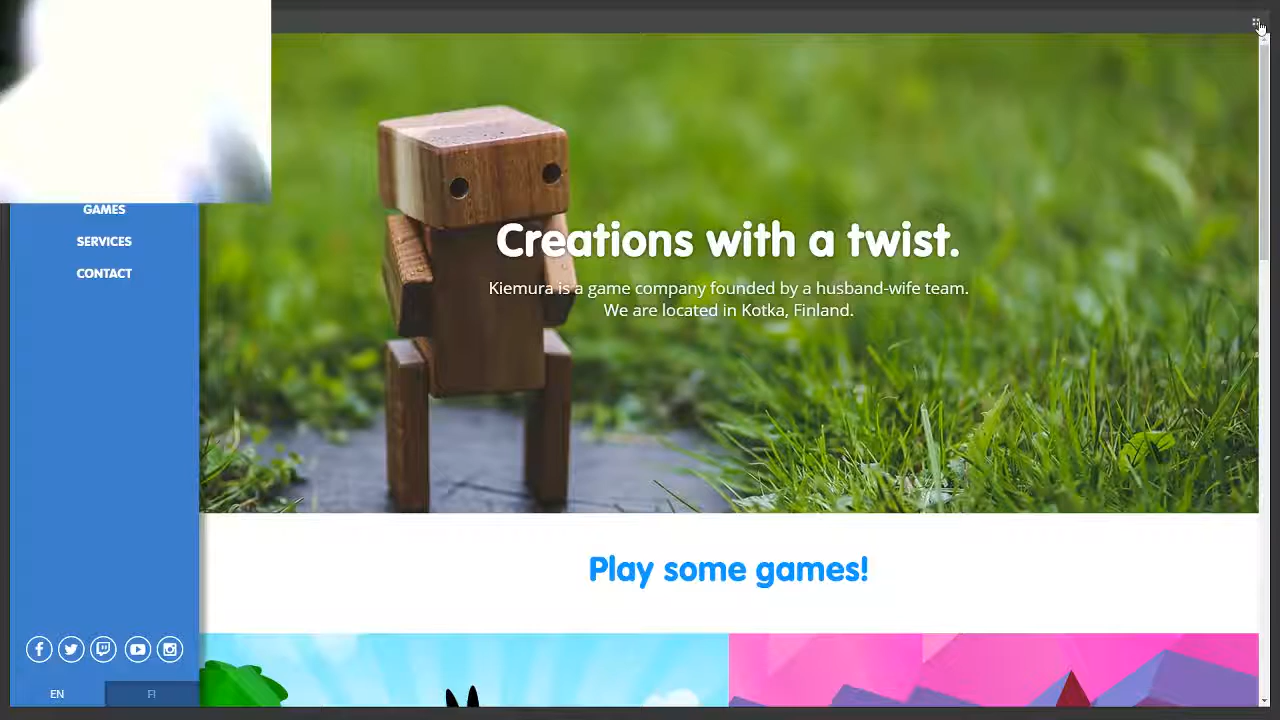 GAMES
SERVICES
CONTACT
Creations with a twist.
Kiemura is a game company founded by a husband-wife team.
We are located in Kotka, Finland.
Play some games!
EN
FI